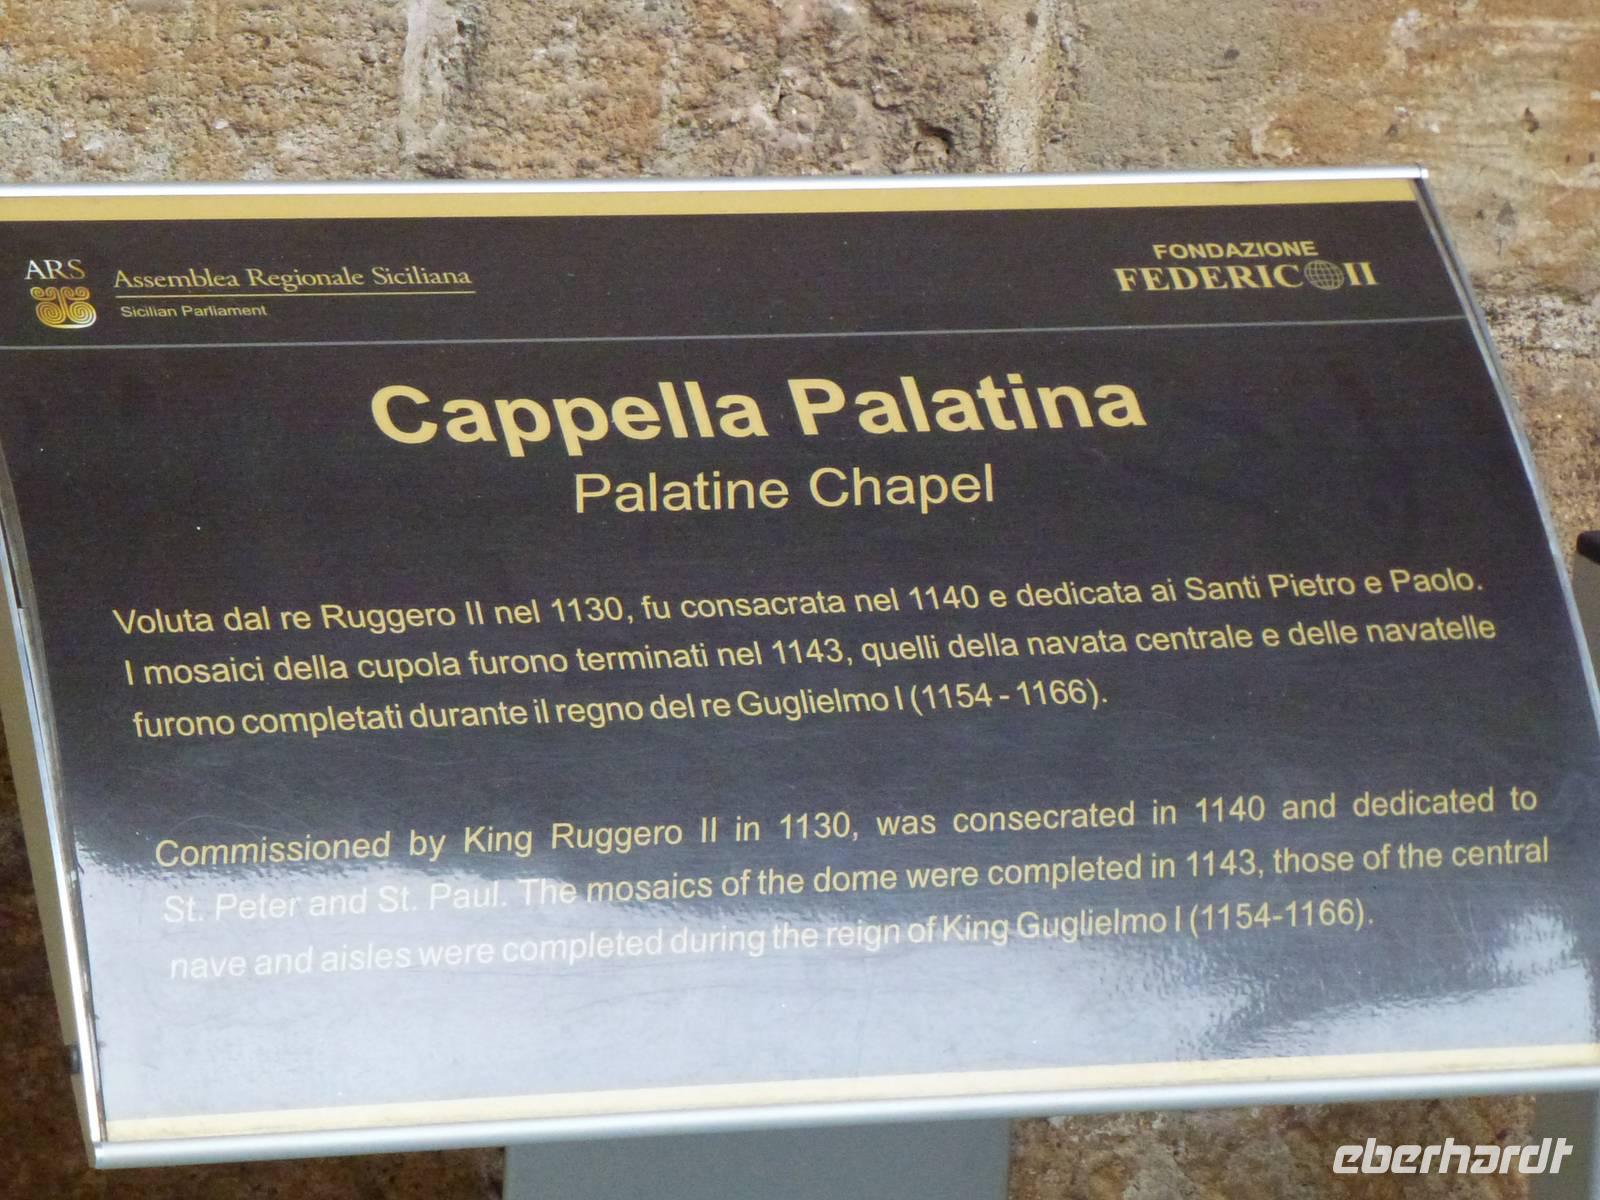 ARS
Assemblea Regionale Siciliana
Sicilian Parliament
FONDAZIONE
FEDERICO II
Cappella Palatina
Palatine Chapel
Voluta dal re Ruggero II nel 1130, fu consacrata nel 1140 e dedicata ai Santi Pietro e Paolo.
I mosaici della cupola furono terminati nel 1143, quelli della navata centrale e delle navatelle
furono completati durante il regno del re Guglielmo I (1154 - 1166).
Commissioned by King Ruggero II in 1130, was consecrated in 1140 and dedicated to
St. Peter and St. Paul. The mosaics of the dome were completed in 1143, those of the central
nave and aisles were completed during the reign of King Guglielmo I (1154-1166).
eberhardt